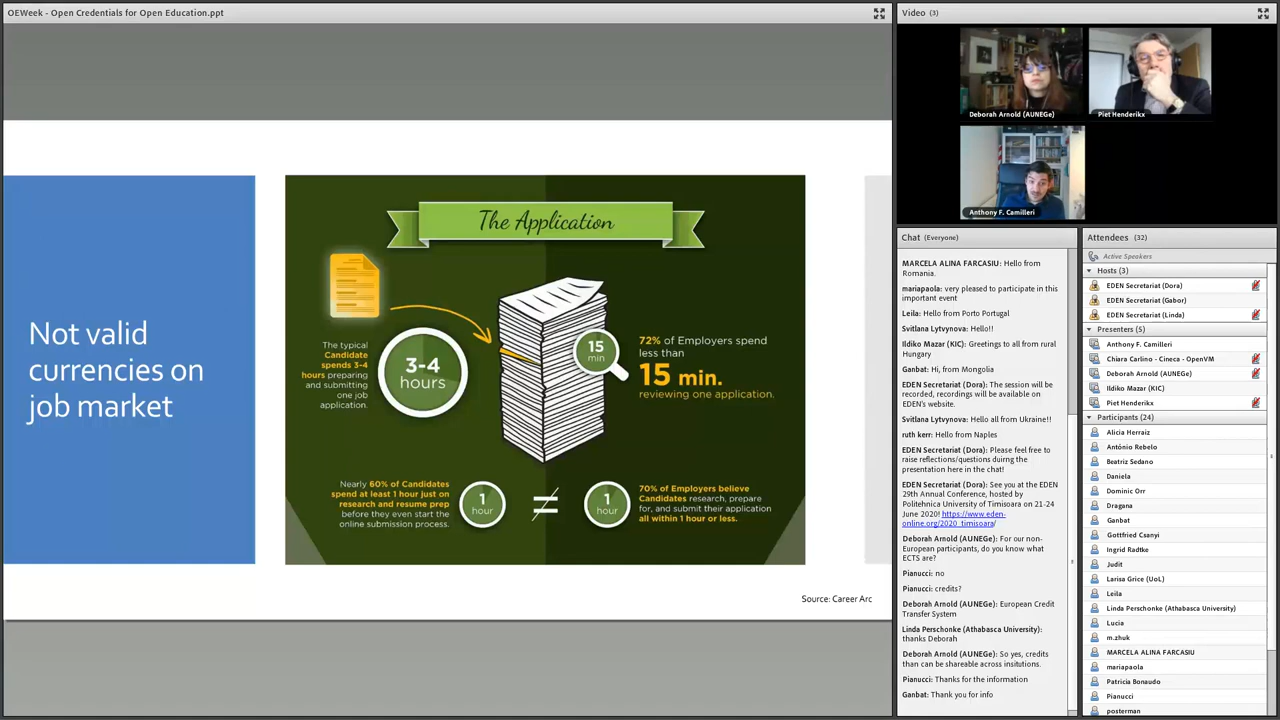 OEWeek - Open Credentials for Open Education.ppt
Not valid
currencies on
job market
The Application
The typical
Candidate
spends 3-4
hours preparing
and submitting
one job
application.
3-4
hours
15
min
72% of Employers spend
less than
15 min.
reviewing one application.
Nearly 60% of Candidates
spend at least 1 hour just on
research and resume prep
before they even start the
online submission process.
1
hour
≠
1
hour
70% of Employers believe
Candidates research, prepare
for, and submit their application
all within 1 hour or less.
Source: Career Arc
Video (3)
Deborah Arnold (AUNEGe)
Piet Henderikx
Anthony F. Camilleri
Chat (Everyone)
MARCELA ALINA FARCASIU: Hello from
Romania.
mariapaola: very pleased to participate in this
important event
Leila: Hello from Porto Portugal
Svitlana Lytvynova: Hello!!
Ildiko Mazar (KIC): Greetings to all from rural
Hungary
Ganbat: Hi, from Mongolia
EDEN Secretariat (Dora): The session will be
recorded, recordings will be available on
EDEN's website.
Svitlana Lytvynova: Hello all from Ukraine!!
ruth kerr: Hello from Naples
EDEN Secretariat (Dora): Please feel free to
raise reflections/questions duirng the
presentation here in the chat!
EDEN Secretariat (Dora): See you at the EDEN
29th Annual Conference, hosted by
Politehnica University of Timisoara on 21-24
June 2020! https://www.eden-
online.org/2020_timisoara/
Deborah Arnold (AUNEGe): For our non-
European participants, do you know what
ECTS are?
Pianucci: no
Pianucci: credits?
Deborah Arnold (AUNEGe): European Credit
Transfer System
Linda Perschonke (Athabasca University):
thanks Deborah
Deborah Arnold (AUNEGe): So yes, credits
than can be shareable across insitutions.
Pianucci: Thanks for the information
Ganbat: Thank you for info
Attendees (32)
Active Speakers
Hosts (3)
EDEN Secretariat (Dora)
EDEN Secretariat (Gabor)
EDEN Secretariat (Linda)
Presenters (5)
Anthony F. Camilleri
Chiara Carlino - Cineca - OpenVM
Deborah Arnold (AUNEGe)
Ildiko Mazar (KIC)
Piet Henderikx
Participants (24)
Alicia Herraiz
António Rebelo
Beatriz Sedano
Daniela
Dominic Orr
Dragana
Ganbat
Gottfried Csanyi
Ingrid Radtke
Judit
Larisa Grice (UoL)
Leila
Linda Perschonke (Athabasca University)
Lucia
m.zhuk
MARCELA ALINA FARCASIU
mariapaola
Patricia Bonaudo
Pianucci
posterman